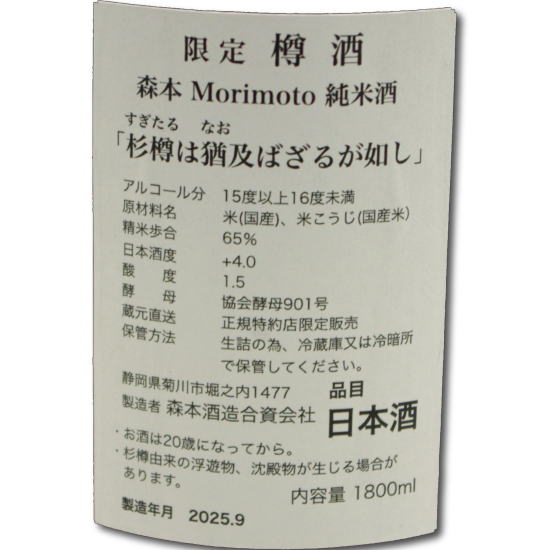 限定 樽酒
森本 Morimoto 純米酒
すぎたる なお
「杉樽は猶及ばざるが如し」
アルコール分 15度以上16度未満
原材料名 米(国産)、米こうじ(国産米)
精米歩合 65%
日本酒度 +4.0
酸度 1.5
酵母 協会酵母901号
蔵元直送 正規特約店限定販売
保管方法 生詰の為、冷蔵庫又は冷暗所
で保管してください。
静岡県菊川市堀之内1477 品目
製造者 森本酒造合資会社 日本酒
・お酒は20歳になってから。
・杉樽由来の浮遊物、沈殿物が生じる場合が
あります。
内容量 1800ml
製造年月 2025.9